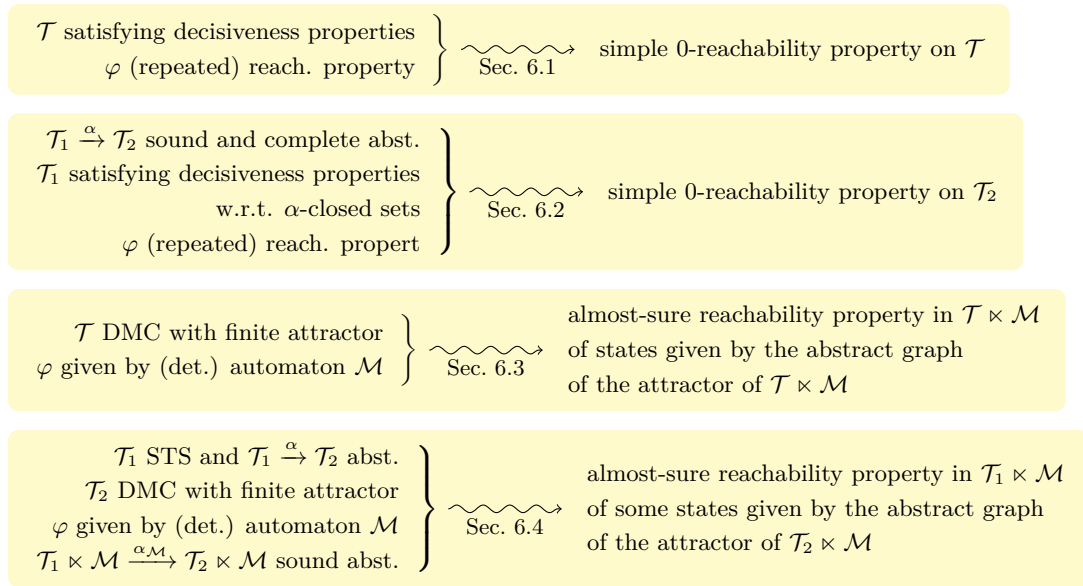 𝒯 satisfying decisiveness properties
φ (repeated) reach. property
Sec. 6.1
simple 0-reachability property on 𝒯
𝒯₁ →^α 𝒯₂ sound and complete abst.
𝒯₁ satisfying decisiveness properties
w.r.t. α-closed sets
φ (repeated) reach. propert
Sec. 6.2
simple 0-reachability property on 𝒯₂
𝒯 DMC with finite attractor
φ given by (det.) automaton ℳ
Sec. 6.3
almost-sure reachability property in 𝒯 ⋉ ℳ
of states given by the abstract graph
of the attractor of 𝒯 ⋉ ℳ
𝒯₁ STS and 𝒯₁ →^α 𝒯₂ abst.
𝒯₂ DMC with finite attractor
φ given by (det.) automaton ℳ
𝒯₁ ⋉ ℳ →^{α_ℳ} 𝒯₂ ⋉ ℳ sound abst.
Sec. 6.4
almost-sure reachability property in 𝒯₁ ⋉ ℳ
of some states given by the abstract graph
of the attractor of 𝒯₂ ⋉ ℳ